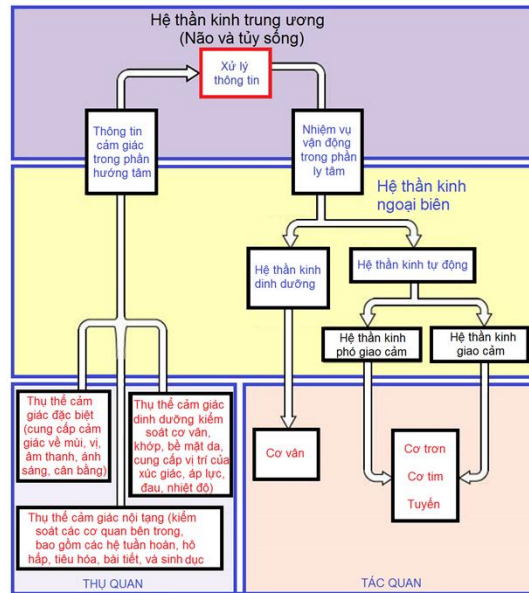 Hệ thần kinh trung ương
(Não và tủy sống)
Xử lý
thông tin
Thông tin
cảm giác
trong phần
hướng tâm
Nhiệm vụ
vận động
trong phần
ly tâm
Hệ thần kinh
ngoại biên
Hệ thần kinh
dinh dưỡng
Hệ thần kinh tự động
Hệ thần kinh
phó giao cảm
Hệ thần kinh
giao cảm
Thụ thể cảm
giác đặc biệt
(cung cấp cảm
giác về mùi, vị,
âm thanh, ánh
sáng, cân bằng)
Thụ thể cảm giác
dinh dưỡng kiểm
soát cơ vân,
khớp, bề mặt da,
cung cấp vị trí của
xúc giác, áp lực,
đau, nhiệt độ)
Thụ thể cảm giác nội tạng (kiểm
soát các cơ quan bên trong,
bao gồm các hệ tuần hoàn, hô
hấp, tiêu hóa, bài tiết, và sinh dục
Cơ vân
Cơ trơn
Cơ tim
Tuyến
THỤ QUAN
TÁC QUAN